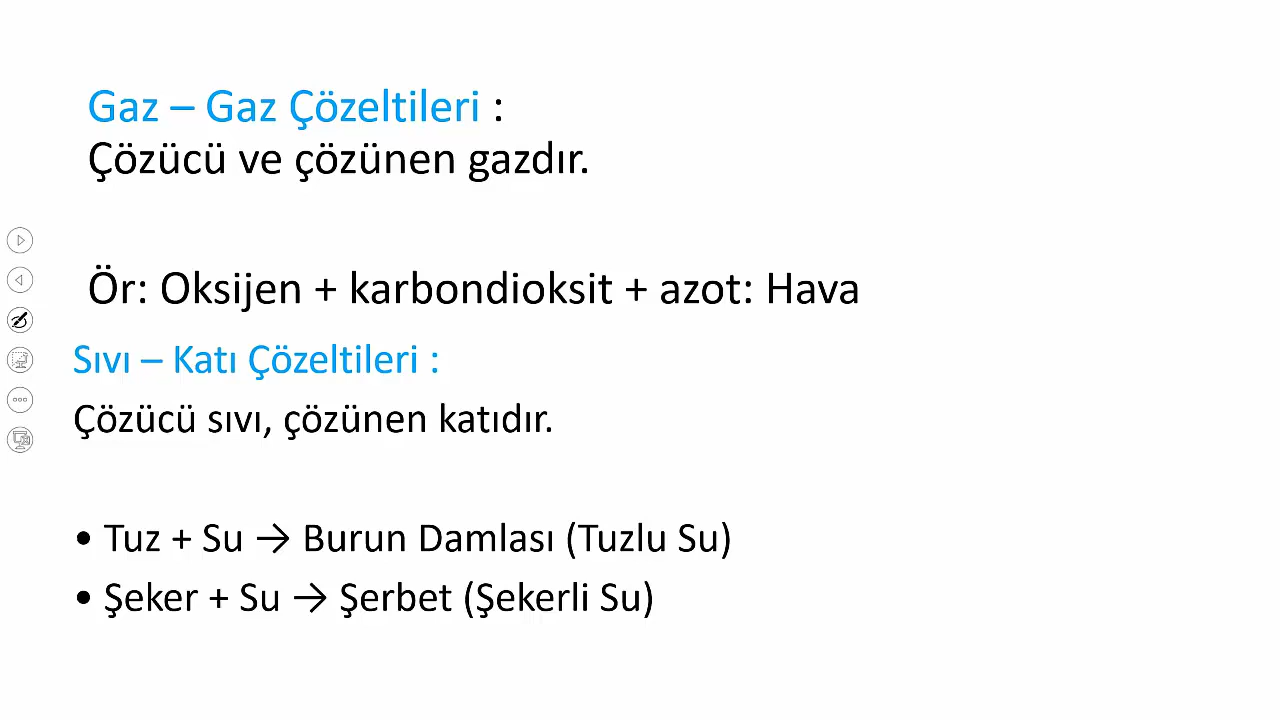 Gaz – Gaz Çözeltileri :
Çözücü ve çözünen gazdır.
Ör: Oksijen + karbondioksit + azot: Hava
Sıvı – Katı Çözeltileri :
Çözücü sıvı, çözünen katıdır.
• Tuz + Su → Burun Damlası (Tuzlu Su)
• Şeker + Su → Şerbet (Şekerli Su)